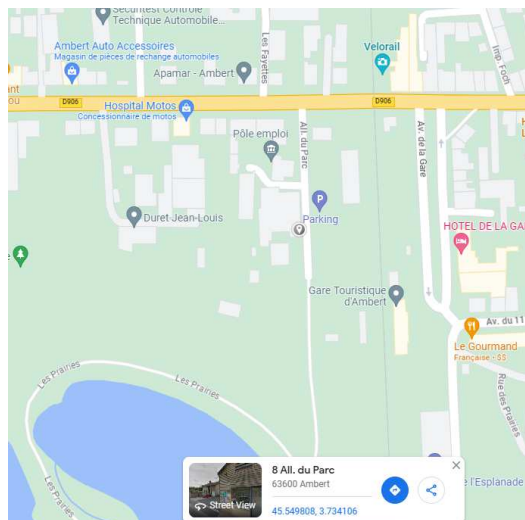 Sécuritest Contrôle
Technique Automobile...
Ambert Auto Accessoires
Magasin de pièces de rechange automobiles
Apamar - Ambert
Les Fayettes
Velorail
Imp. Foch
ou
D906
D906
Hospital Motos
Concessionnaire de motos
Pôle emploi
All. du Parc
Av. de la Gare
Duret Jean-Louis
Parking
HOTEL DE LA GA
Gare Touristique
d'Ambert
Av. du 11
Le Gourmand
Française • $$
Les Prairies
Les Prairies
Rue des Prairies
e l'Esplanade
8 All. du Parc
63600 Ambert
Street View
45.549808, 3.734106